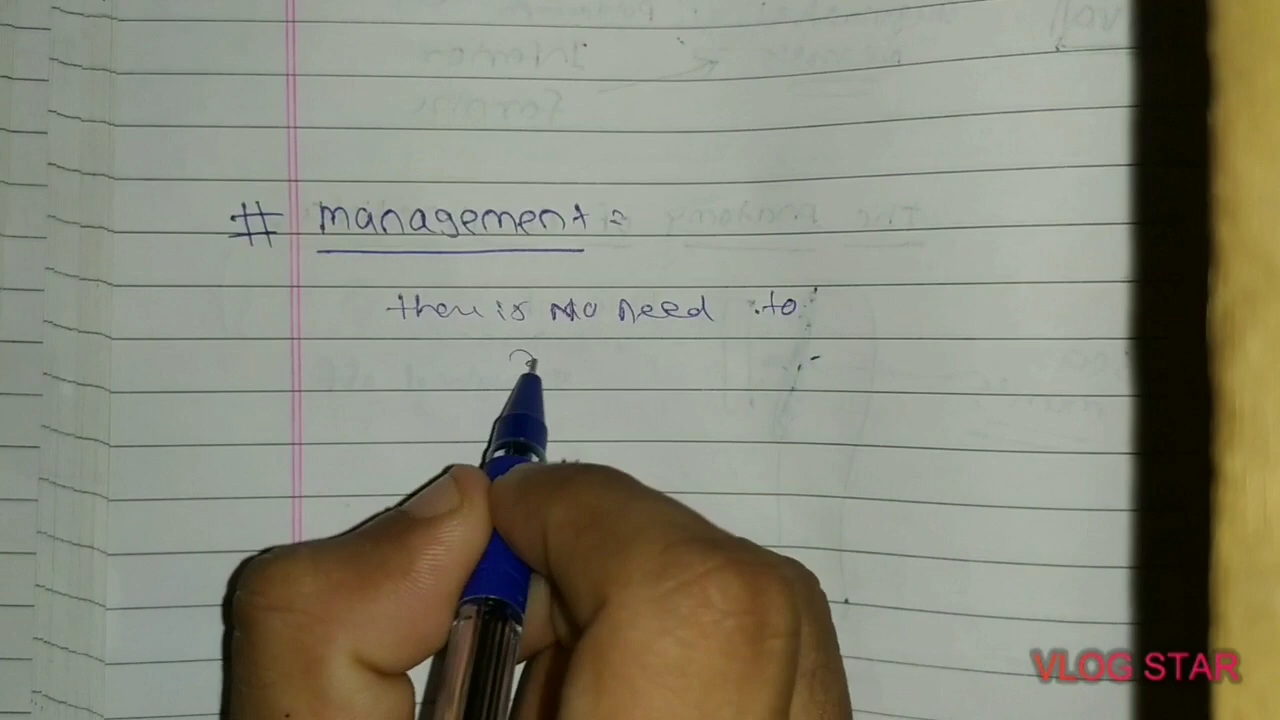 # management =
there is no need to
VLOG STAR